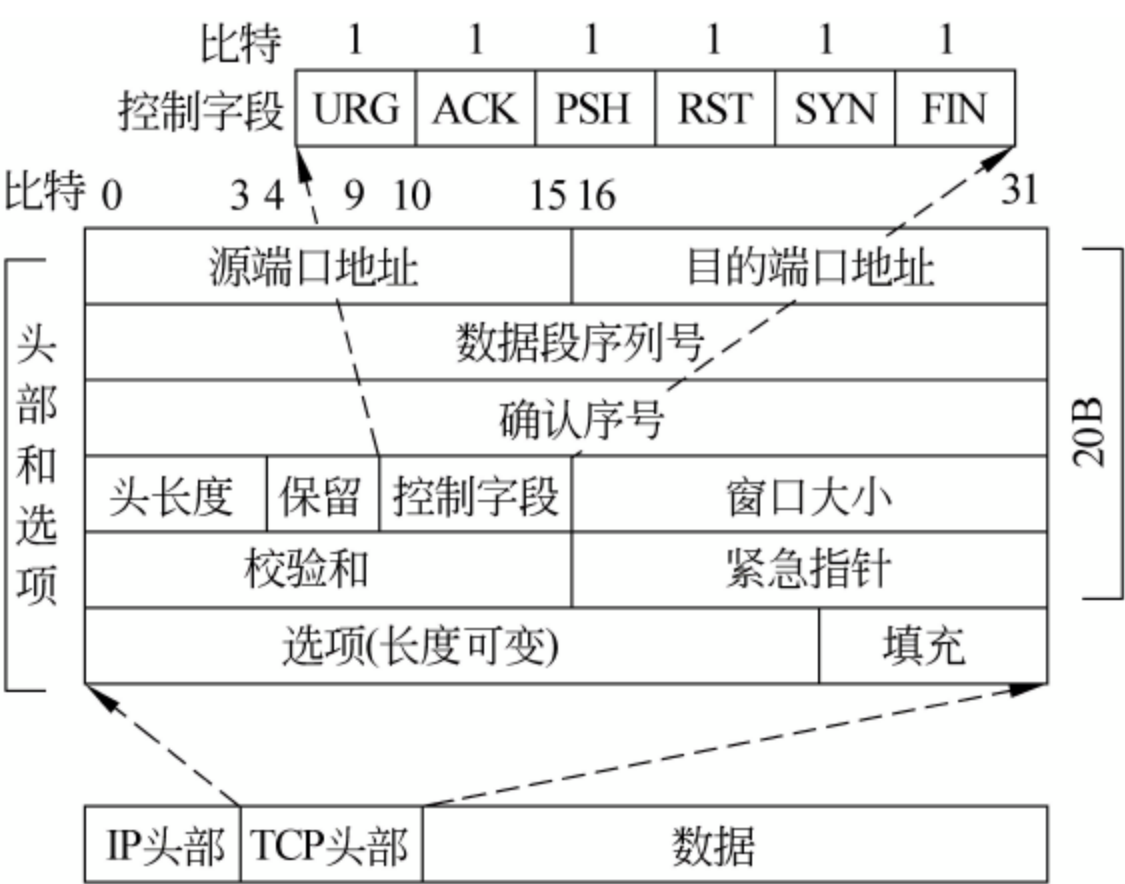 比特 1 1 1 1 1 1
控制字段 URG ACK PSH RST SYN FIN
比特 0 3 4 9 10 15 16 31
源端口地址 目的端口地址
数据段序列号
确认序号
头长度 保留 控制字段 窗口大小
校验和 紧急指针
选项(长度可变) 填充
头部和选项
20B
IP头部 TCP头部 数据